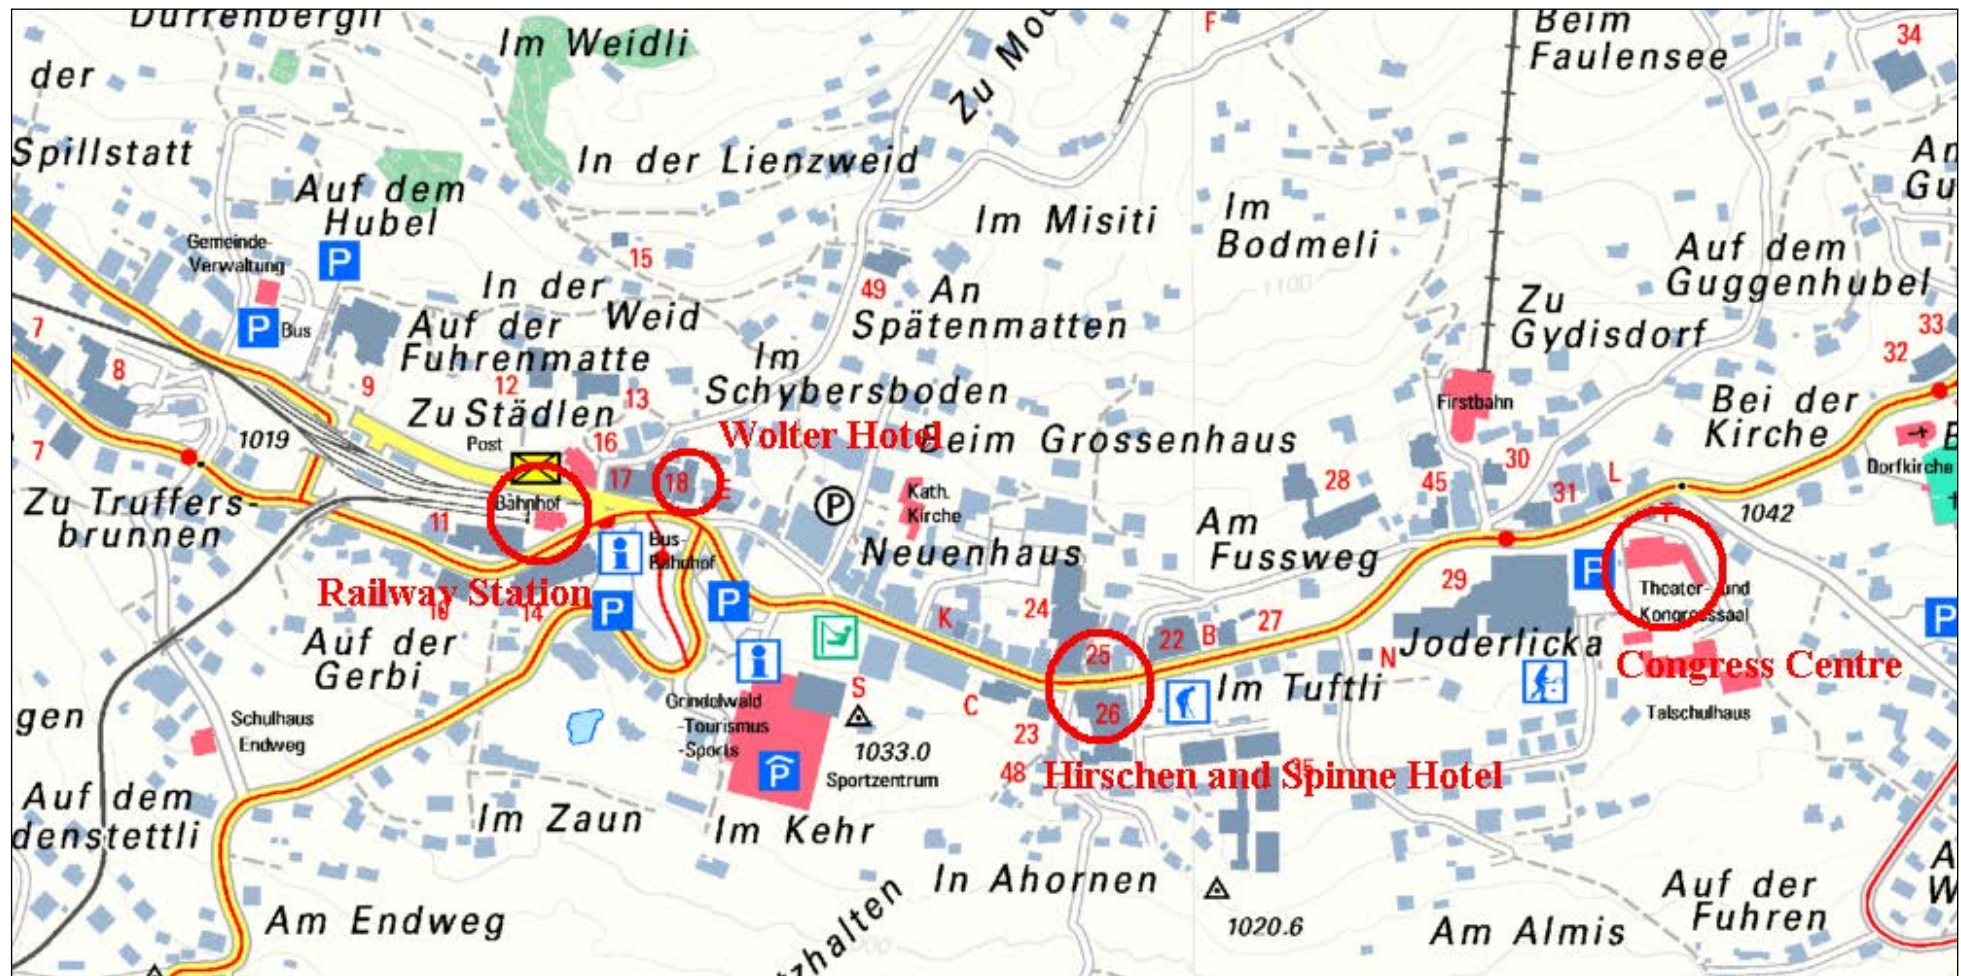 Im Weidli
Zu
F
Beim
Faulensee
34
der
Spillstatt
In der Lienzweid
Auf dem
Hubel
Im Misiti
Im
Bodmeli
Gemeinde-
Verwaltung
P
15
Auf dem
Guggenhubel
1100
In der
Weid
49
An
Spätenmatten
Zu
Gydisdorf
P
Bus
Auf der
Fuhrenmatte
7
8
9
12
13
Im
Schybersboden
33
32
Firstbahn
Bei der
Kirche
Zu Städlen
Post
1019
16
Wolter Hotel
Beim Grossenhaus
7
17
18
E
28
45
30
31
L
Dorfkirche
Zu Truffers-
brunnen
Bahnhof
11
P
Kath.
Kirche
Am
Fussweg
T
1042
i
Bus-
Bahnhof
Neuenhaus
P
Railway Station
10
14
P
P
24
K
29
Theater- und
Kongresssaal
P
Auf der
Gerbi
i
25
22
B
27
N
Joderlicka
Congress Centre
gen
Schulhaus
Endweg
Grindelwald
-Tourismus
-Sports
S
C
26
Im Tuftli
Talschulhaus
23
1033.0
Sportzentrum
P
48
Hirschen and Spinne Hotel
35
Auf dem
denstettli
Im Zaun
Im Kehr
In Ahornen
Auf der
Fuhren
Am Endweg
tzhalten
1020.6
Am Almis